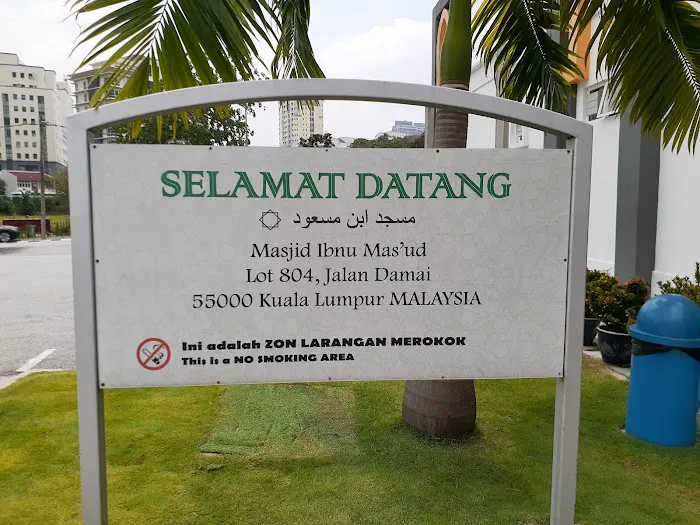 SELAMAT DATANG
مسجد ابن مسعود
Masjid Ibnu Mas'ud
Lot 804, Jalan Damai
55000 Kuala Lumpur MALAYSIA
Ini adalah ZON LARANGAN MEROKOK
This is a NO SMOKING AREA